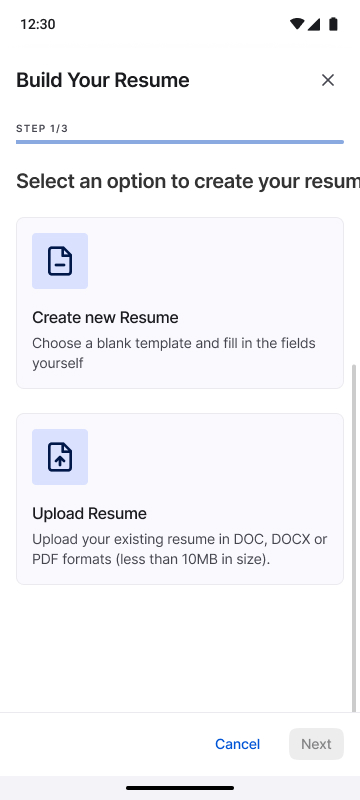 12:30
Build Your Resume
STEP 1/3
Select an option to create your resum
Create new Resume
Choose a blank template and fill in the fields
yourself
Upload Resume
Upload your existing resume in DOC, DOCX or
PDF formats (less than 10MB in size).
Cancel
Next